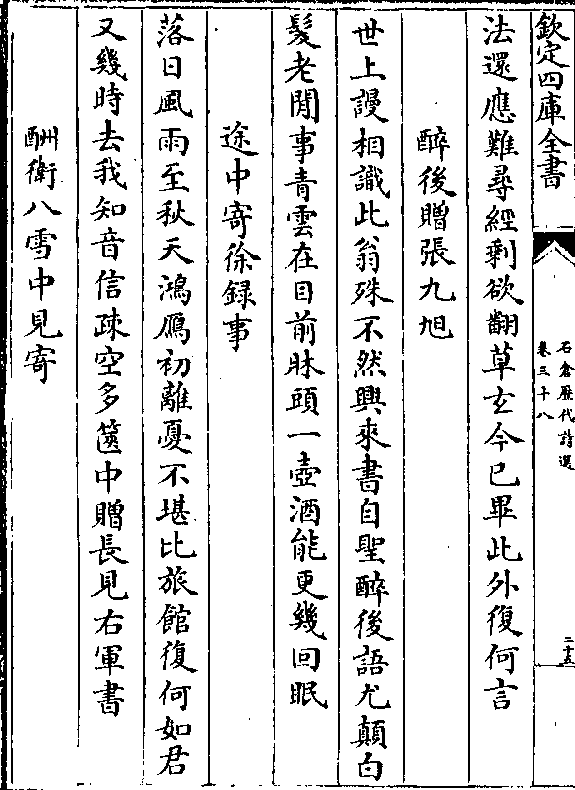 欽定四庫全書
石倉歷代詩選
卷三十八
二十五
法還應難尋經剩欲翻草玄今已畢此外復何言
醉後贈張九旭
世上謾相識此翁殊不然興來書自聖醉後語尤顛白
髮老閒事青雲在目前牀頭一壺酒能更幾回眠
途中寄徐録事
落日風雨至秋天鴻鴈初離憂不堪比旅館復何如君
又幾時去我知音信疎空多篋中贈長見右軍書
酬衛八雪中見寄